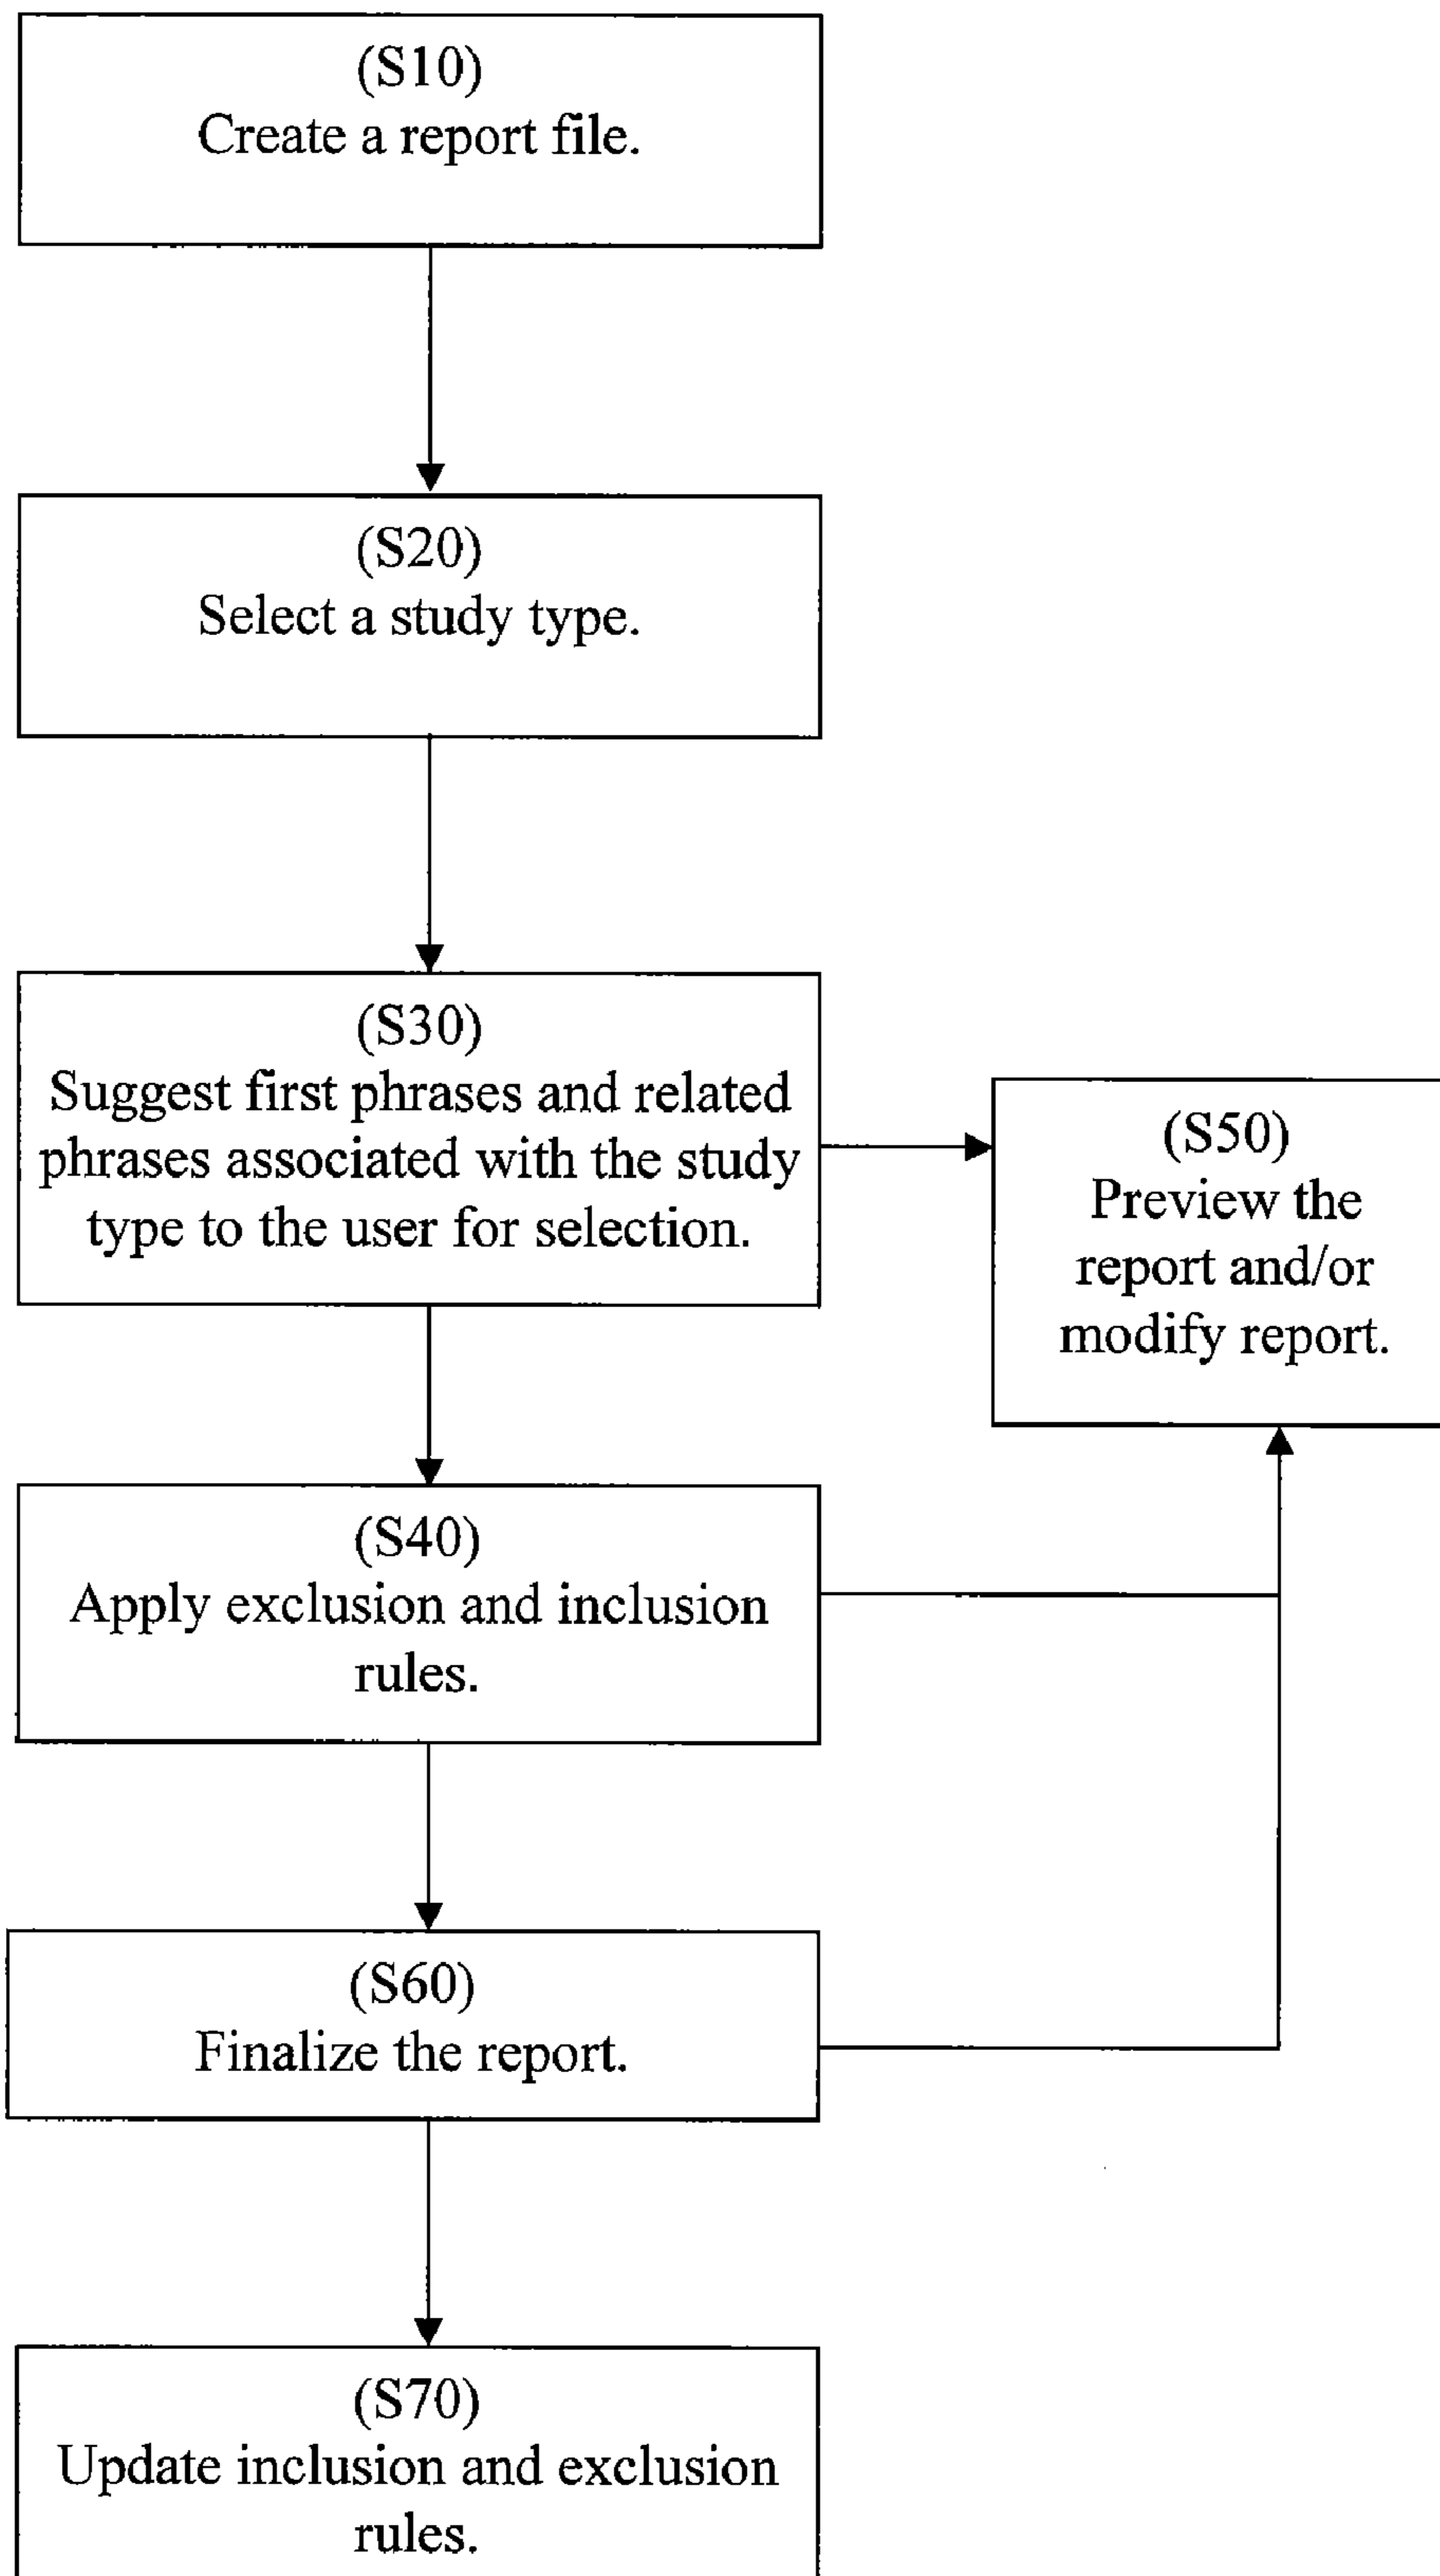 (S10)
Create a report file.
(S20)
Select a study type.
(S30)
Suggest first phrases and related
phrases associated with the study
type to the user for selection.
(S50)
Preview the
report and/or
modify report.
(S40)
Apply exclusion and inclusion
rules.
(S60)
Finalize the report.
(S70)
Update inclusion and exclusion
rules.